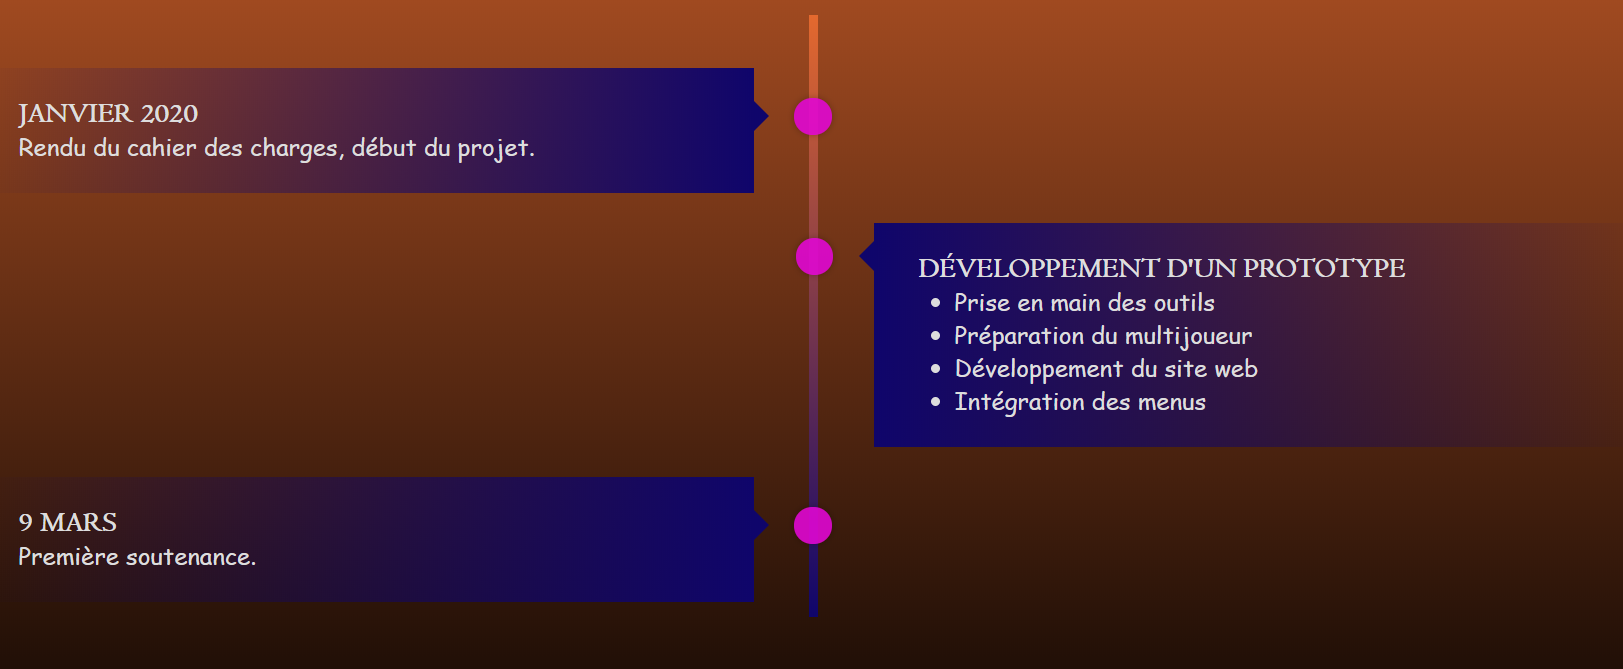 JANVIER 2020
Rendu du cahier des charges, début du projet.
DÉVELOPPEMENT D'UN PROTOTYPE
Prise en main des outils
Préparation du multijoueur
Développement du site web
Intégration des menus
9 MARS
Première soutenance.